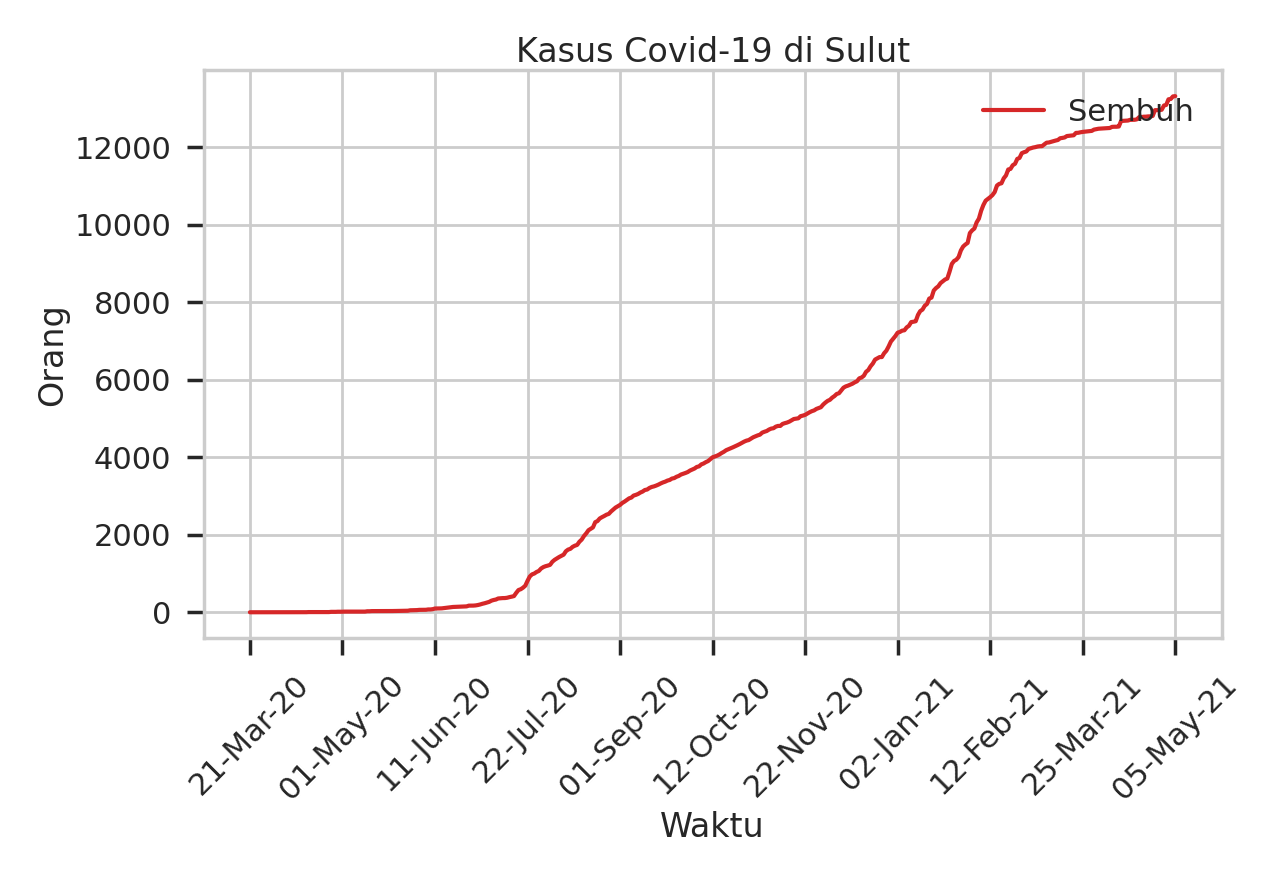 Kasus Covid-19 di Sulut
Sembuh
12000
10000
8000
6000
4000
2000
0
Orang
21-Mar-20
01-May-20
11-Jun-20
22-Jul-20
01-Sep-20
12-Oct-20
22-Nov-20
02-Jan-21
12-Feb-21
25-Mar-21
05-May-21
Waktu